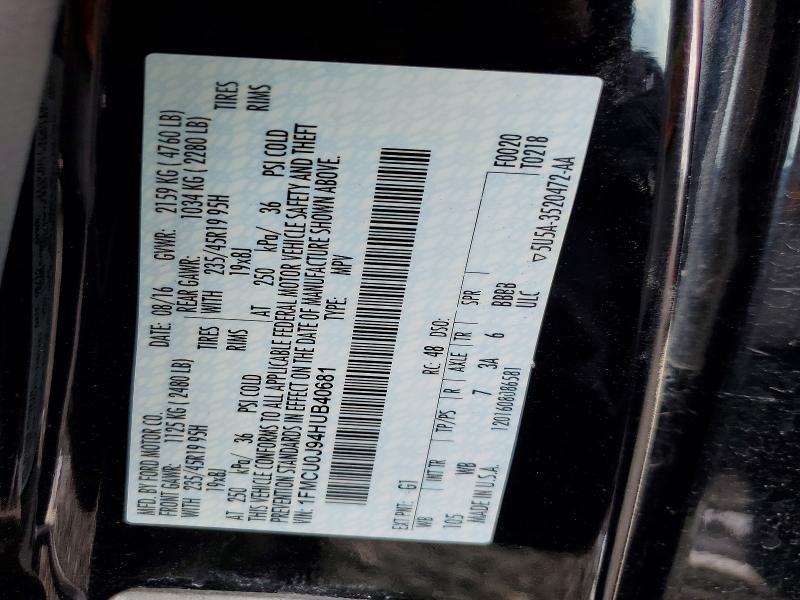 MFD. BY FORD MOTOR CO.
DATE: 08/16 GVWR: 2159 KG ( 4760 LB)
FRONT GAWR: 1125 KG ( 2480 LB) REAR GAWR: 1034 KG ( 2280 LB)
WITH 235/45R19 95H TIRES WITH 235/45R19 95H TIRES
19x8J RIMS 19x8J RIMS
AT 250 kPa/ 36 PSI COLD AT 250 kPa/ 36 PSI COLD
THIS VEHICLE CONFORMS TO ALL APPLICABLE FEDERAL MOTOR VEHICLE SAFETY AND THEFT
PREVENTION STANDARDS IN EFFECT ON THE DATE OF MANUFACTURE SHOWN ABOVE.
VIN: 1FMCU0J94HUB40681 TYPE: MPV
EXT PNT: G1 RC: 48 DSO: F0020
WB INT TR TP/PS R AXLE TR SPR T0218
105 WB 7 3A 6 BBBB
MADE IN U.S.A. 12016080386581 ULC
▽5U5A-3520472-AA